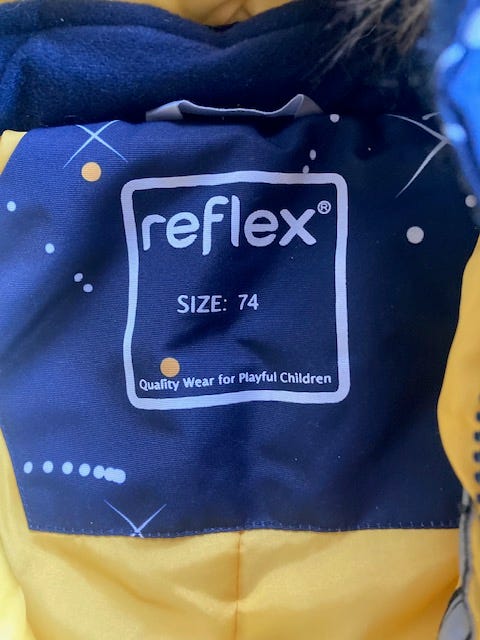 reflex®
SIZE: 74
Quality Wear for Playful Children